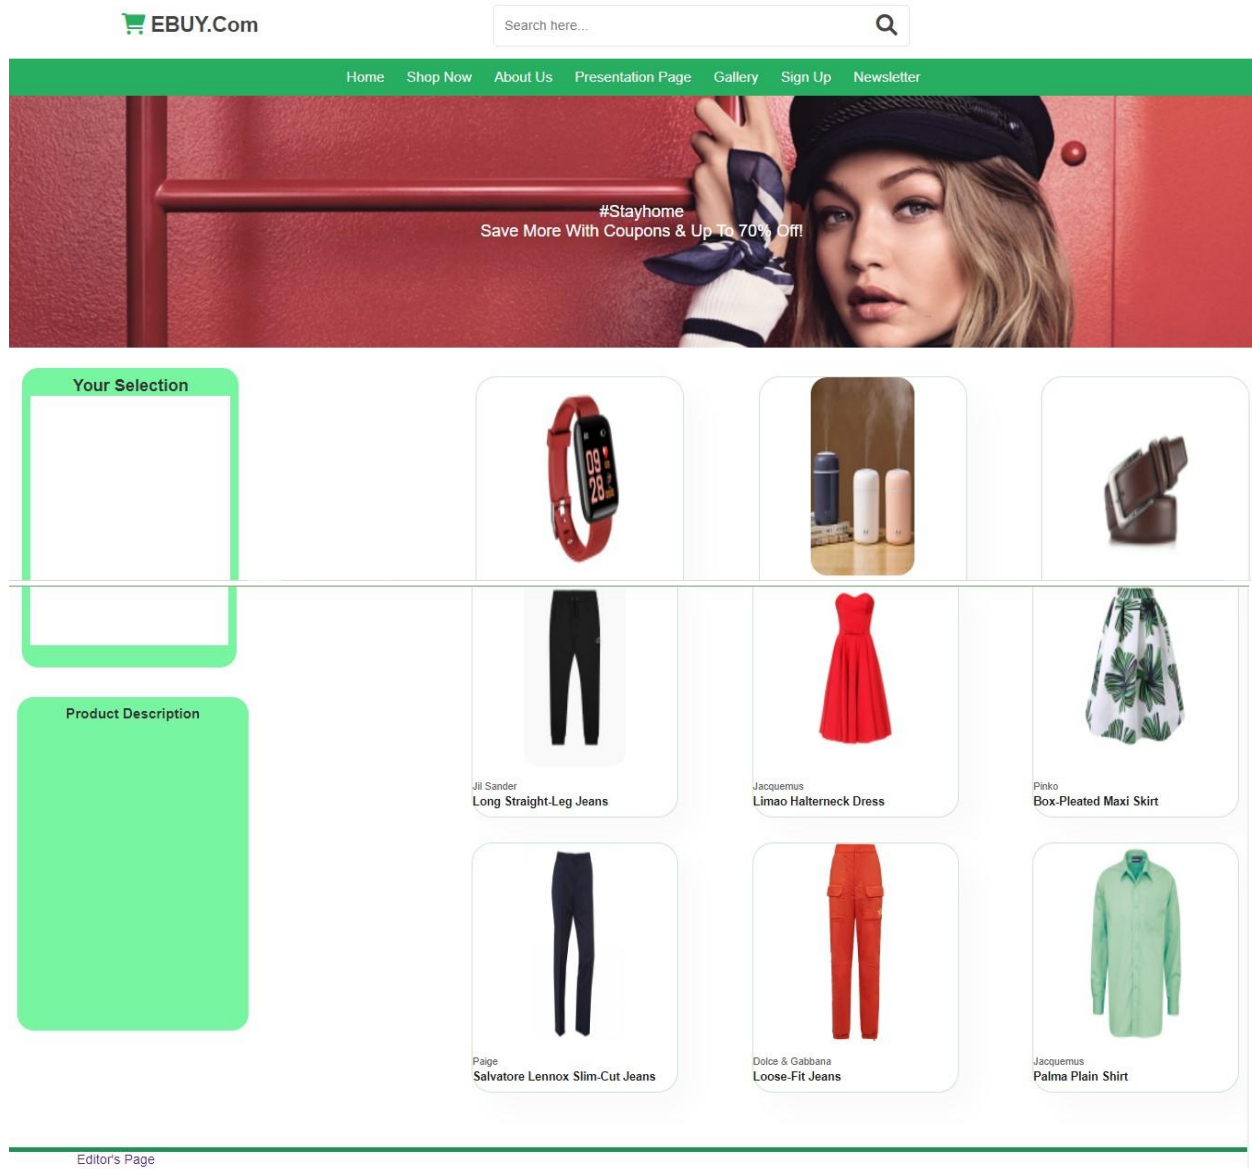 EBUY.Com
Search here...
Home Shop Now About Us Presentation Page Gallery Sign Up Newsletter
#Stayhome
Save More With Coupons & Up To 70% Off!
Your Selection
09
28
Product Description
Jil Sander
Long Straight-Leg Jeans
Jacquemus
Limao Halterneck Dress
Pinko
Box-Pleated Maxi Skirt
Paige
Salvatore Lennox Slim-Cut Jeans
Dolce & Gabbana
Loose-Fit Jeans
Jacquemus
Palma Plain Shirt
Editor's Page